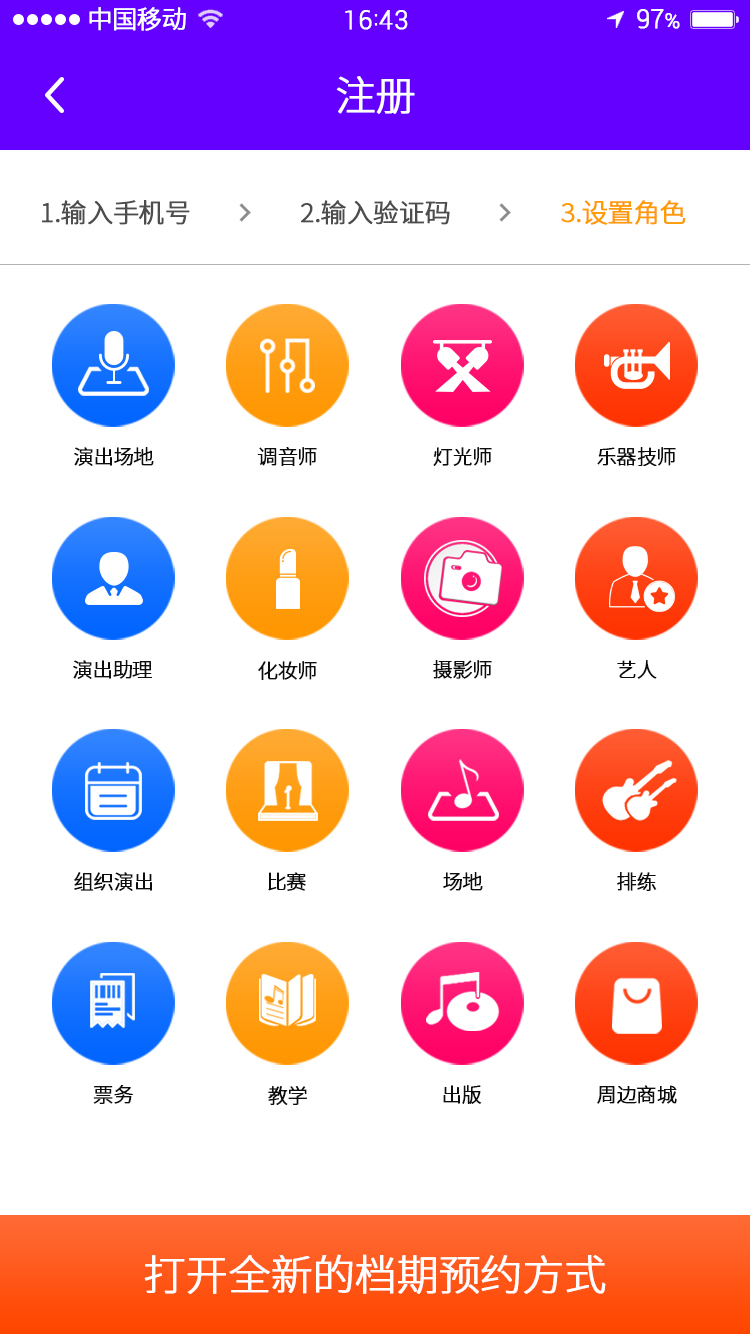 中国移动 16:43 97%
注册
1.输入手机号 > 2.输入验证码 > 3.设置角色
演出场地 调音师 灯光师 乐器技师
演出助理 化妆师 摄影师 艺人
组织演出 比赛 场地 排练
票务 教学 出版 周边商城
打开全新的档期预约方式